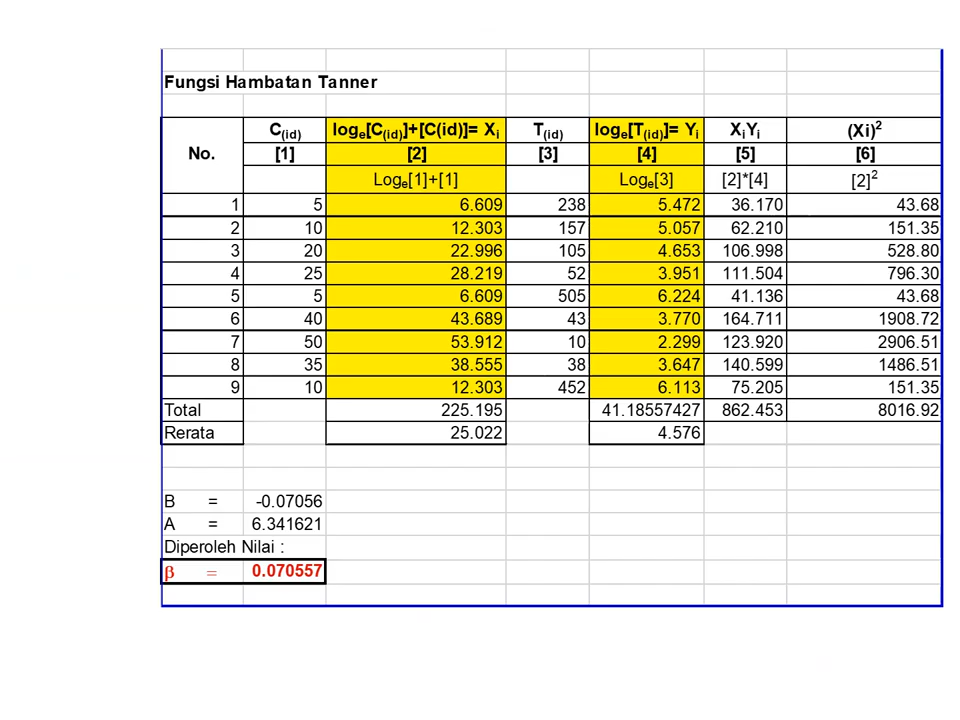 Fungsi Hambatan Tanner
No. C(id) logₑ[C(id)]+[C(id)]= Xᵢ T(id) logₑ[T(id)]= Yᵢ XᵢYᵢ (Xi)²
[1] [2] [3] [4] [5] [6]
Logₑ[1]+[1] Logₑ[3] [2]*[4] [2]²
1 5 6.609 238 5.472 36.170 43.68
2 10 12.303 157 5.057 62.210 151.35
3 20 22.996 105 4.653 106.998 528.80
4 25 28.219 52 3.951 111.504 796.30
5 5 6.609 505 6.224 41.136 43.68
6 40 43.689 43 3.770 164.711 1908.72
7 50 53.912 10 2.299 123.920 2906.51
8 35 38.555 38 3.647 140.599 1486.51
9 10 12.303 452 6.113 75.205 151.35
Total 225.195 41.18557427 862.453 8016.92
Rerata 25.022 4.576
B = -0.07056
A = 6.341621
Diperoleh Nilai :
β = 0.070557